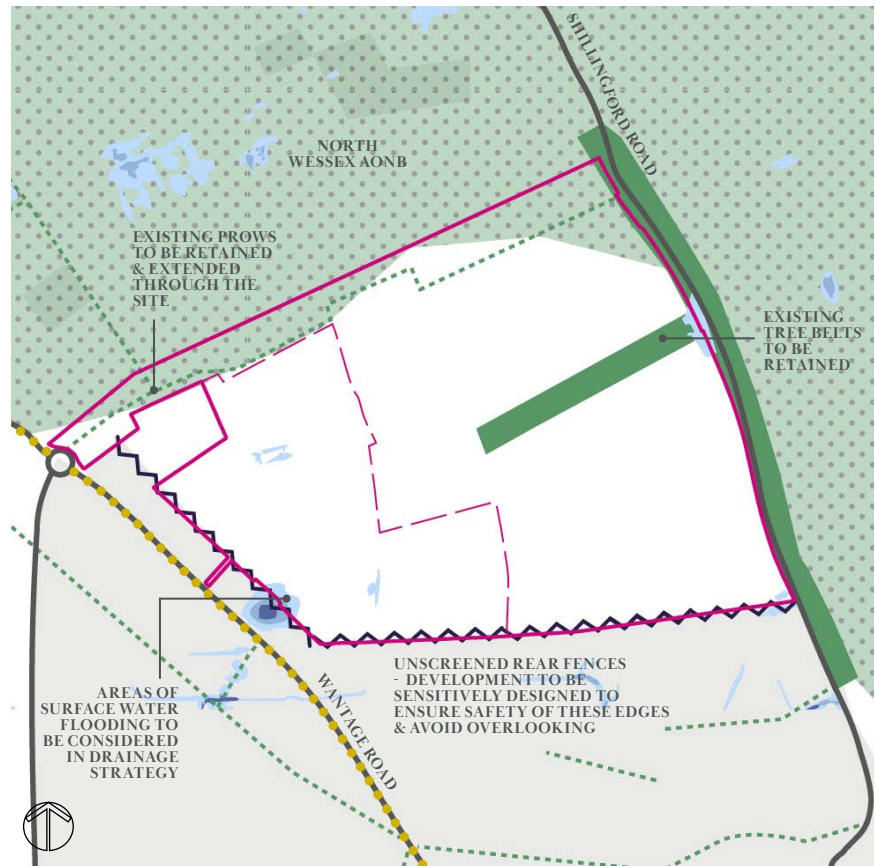 SHILLINGFORD ROAD
NORTH
WESSEX AONB
EXISTING PROWS
TO BE RETAINED
& EXTENDED
THROUGH THE
SITE
EXISTING
TREE BELTS
TO BE
RETAINED
AREAS OF
SURFACE WATER
FLOODING TO
BE CONSIDERED
IN DRAINAGE
STRATEGY
WANTAGE ROAD
UNSCREENED REAR FENCES
- DEVELOPMENT TO BE
SENSITIVELY DESIGNED TO
ENSURE SAFETY OF THESE EDGES
& AVOID OVERLOOKING